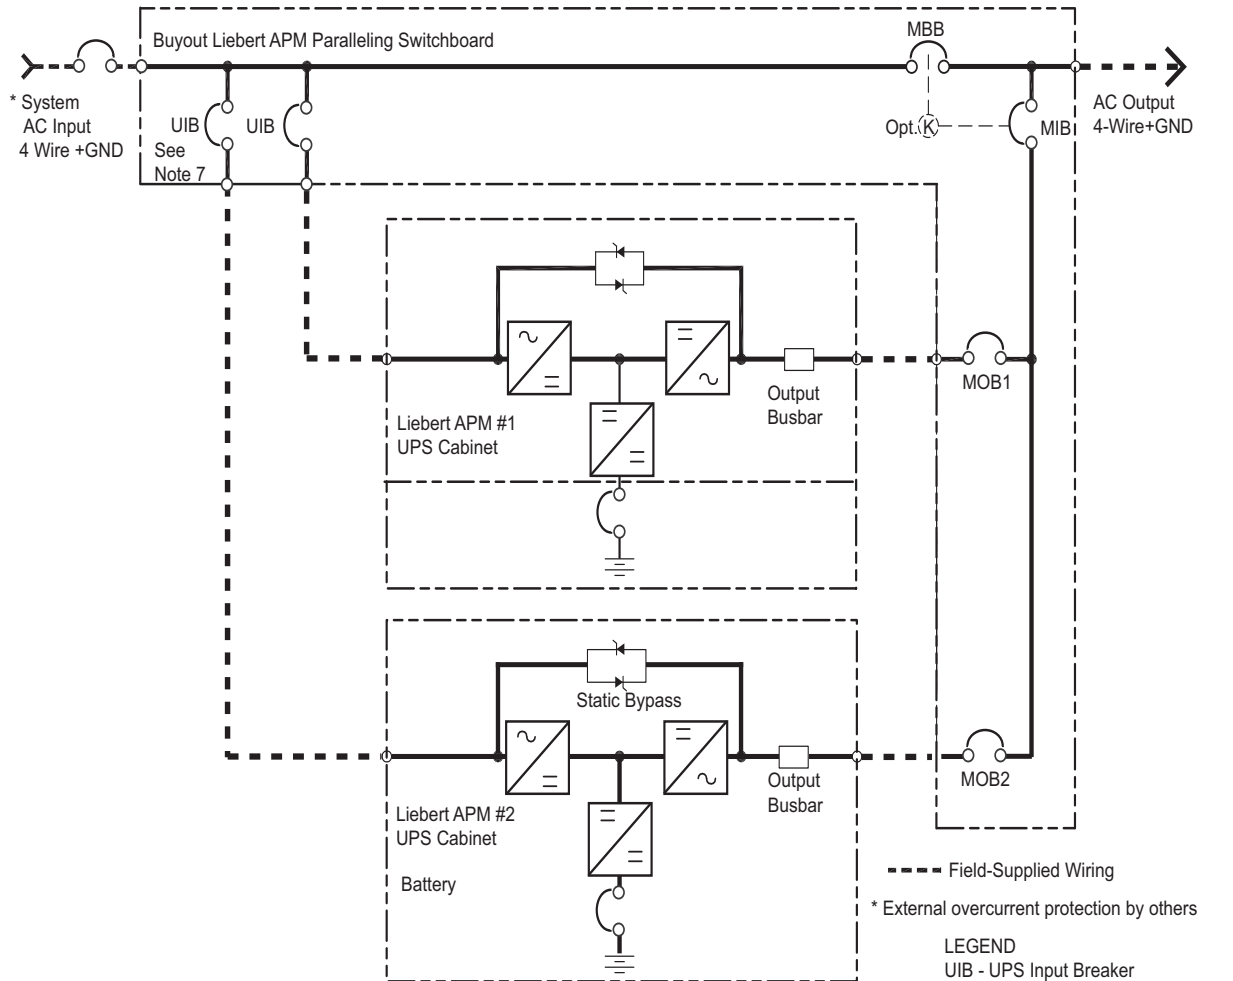 Buyout Liebert APM Paralleling Switchboard
MBB
* System
AC Input
4 Wire +GND
UIB
UIB
See
Note 7
Opt. K
MIB
AC Output
4-Wire+GND
Liebert APM #1
UPS Cabinet
Output
Busbar
MOB1
Static Bypass
Liebert APM #2
UPS Cabinet
Output
Busbar
MOB2
Battery
Field-Supplied Wiring
* External overcurrent protection by others
LEGEND
UIB - UPS Input Breaker